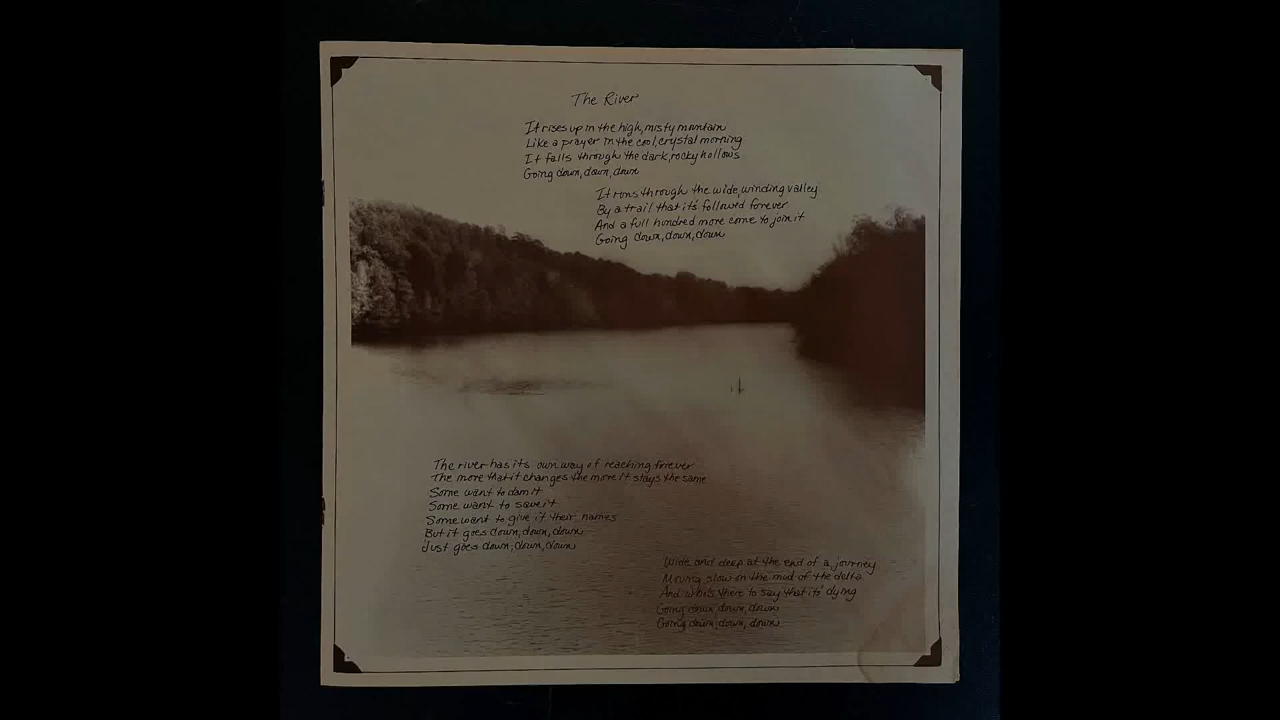 The River
It rises up in the high, misty mountain
Like a prayer in the cool, crystal morning
It falls through the dark, rocky hollows
Going down, down, down
It runs through the wide, winding valley
By a trail that it's followed forever
And a full hundred more come to join it
Going down, down, down
The river has its own way of reaching forever
The more that it changes the more it stays the same
Some want to dam it
Some want to save it
Some want to give it their names
But it goes down, down, down
Just goes down, down, down
Wide and deep at the end of a journey
Moving slow on the mud of the delta
And who's there to say that its' dying
Going down, down, down
Going down, down, down